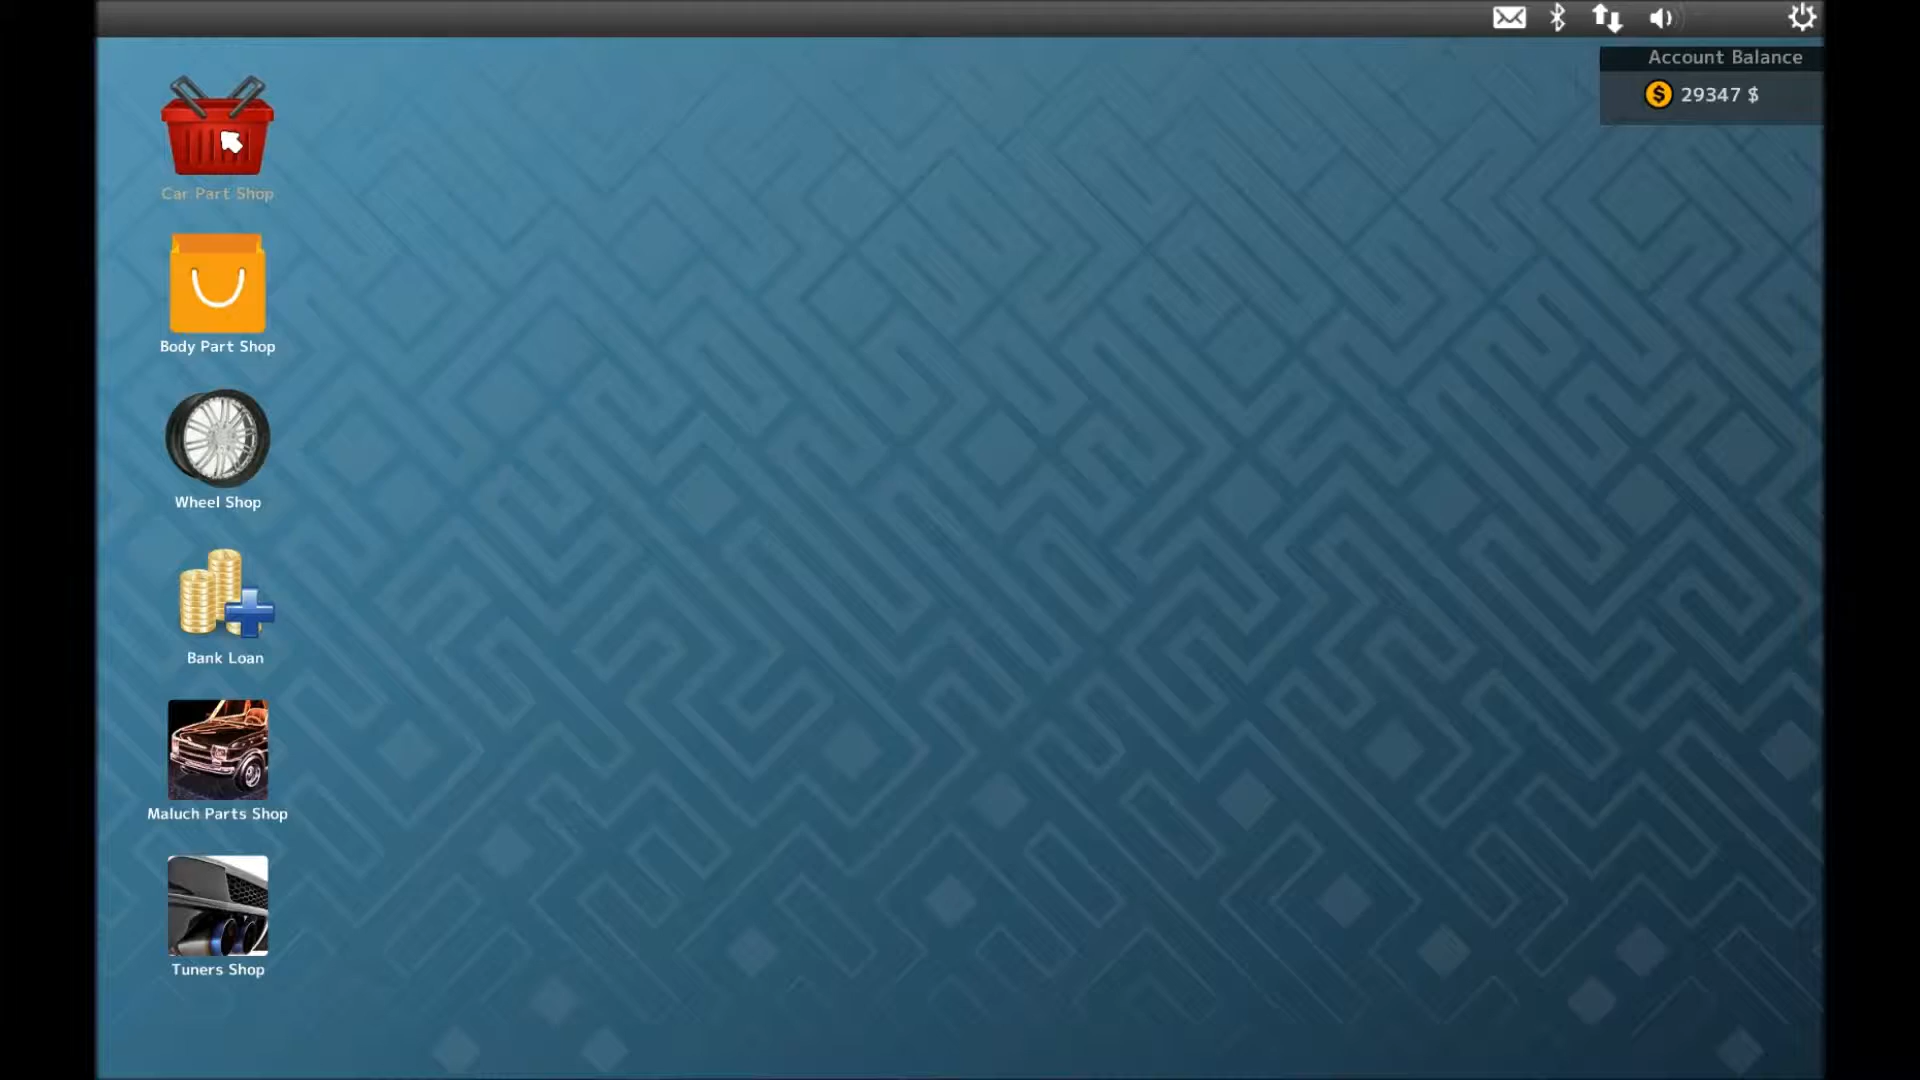 Account Balance
29347 $
Car Part Shop
Body Part Shop
Wheel Shop
Bank Loan
Maluch Parts Shop
Tuners Shop